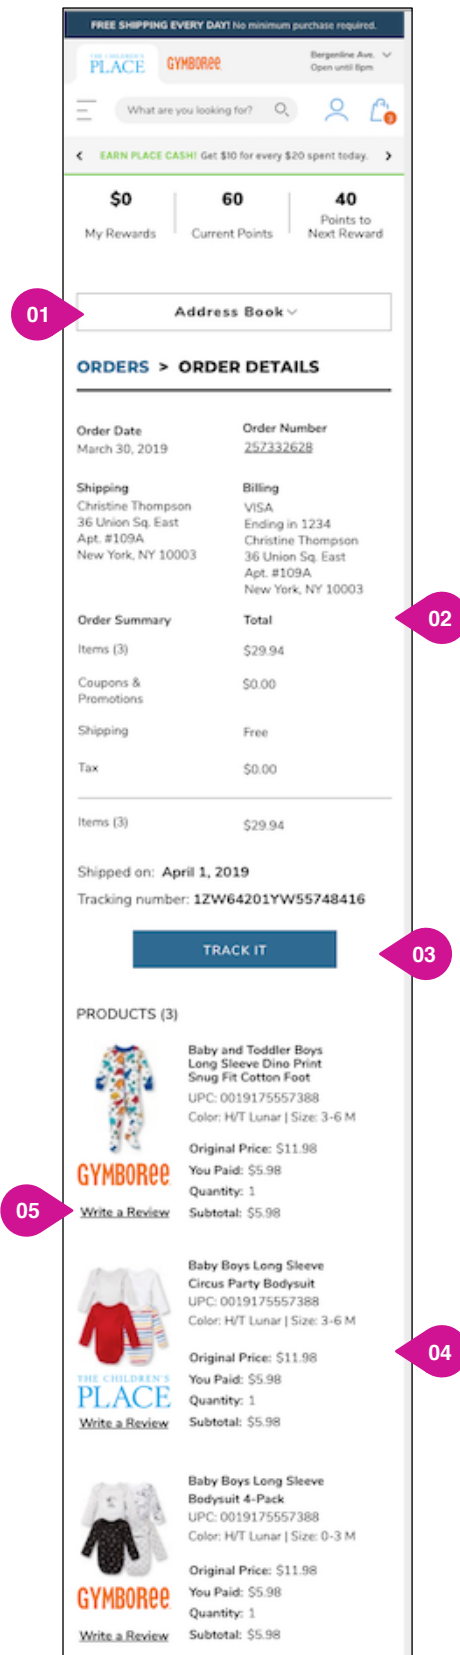 FREE SHIPPING EVERY DAY! No minimum purchase required.
THE CHILDREN'S
PLACE
GYMBOREE
Bergenline Ave.
Open until 8pm
What are you looking for?
3
EARN PLACE CASH! Get $10 for every $20 spent today.
$0
My Rewards
60
Current Points
40
Points to
Next Reward
01
Address Book
ORDERS > ORDER DETAILS
Order Date
March 30, 2019
Order Number
257332628
Shipping
Christine Thompson
36 Union Sq. East
Apt. #109A
New York, NY 10003
Billing
VISA
Ending in 1234
Christine Thompson
36 Union Sq. East
Apt. #109A
New York, NY 10003
02
Order Summary Total
Items (3) $29.94
Coupons & Promotions $0.00
Shipping Free
Tax $0.00
Items (3) $29.94
Shipped on: April 1, 2019
Tracking number: 1ZW64201YW55748416
TRACK IT
03
PRODUCTS (3)
Baby and Toddler Boys
Long Sleeve Dino Print
Snug Fit Cotton Foot
UPC: 0019175557388
Color: H/T Lunar | Size: 3-6 M
Original Price: $11.98
You Paid: $5.98
Quantity: 1
Subtotal: $5.98
GYMBOREE
05
Write a Review
Baby Boys Long Sleeve
Circus Party Bodysuit
UPC: 0019175557388
Color: H/T Lunar | Size: 3-6 M
Original Price: $11.98
You Paid: $5.98
Quantity: 1
Subtotal: $5.98
04
THE CHILDREN'S
PLACE
Write a Review
Baby Boys Long Sleeve
Bodysuit 4-Pack
UPC: 0019175557388
Color: H/T Lunar | Size: 0-3 M
Original Price: $11.98
You Paid: $5.98
Quantity: 1
Subtotal: $5.98
GYMBOREE
Write a Review